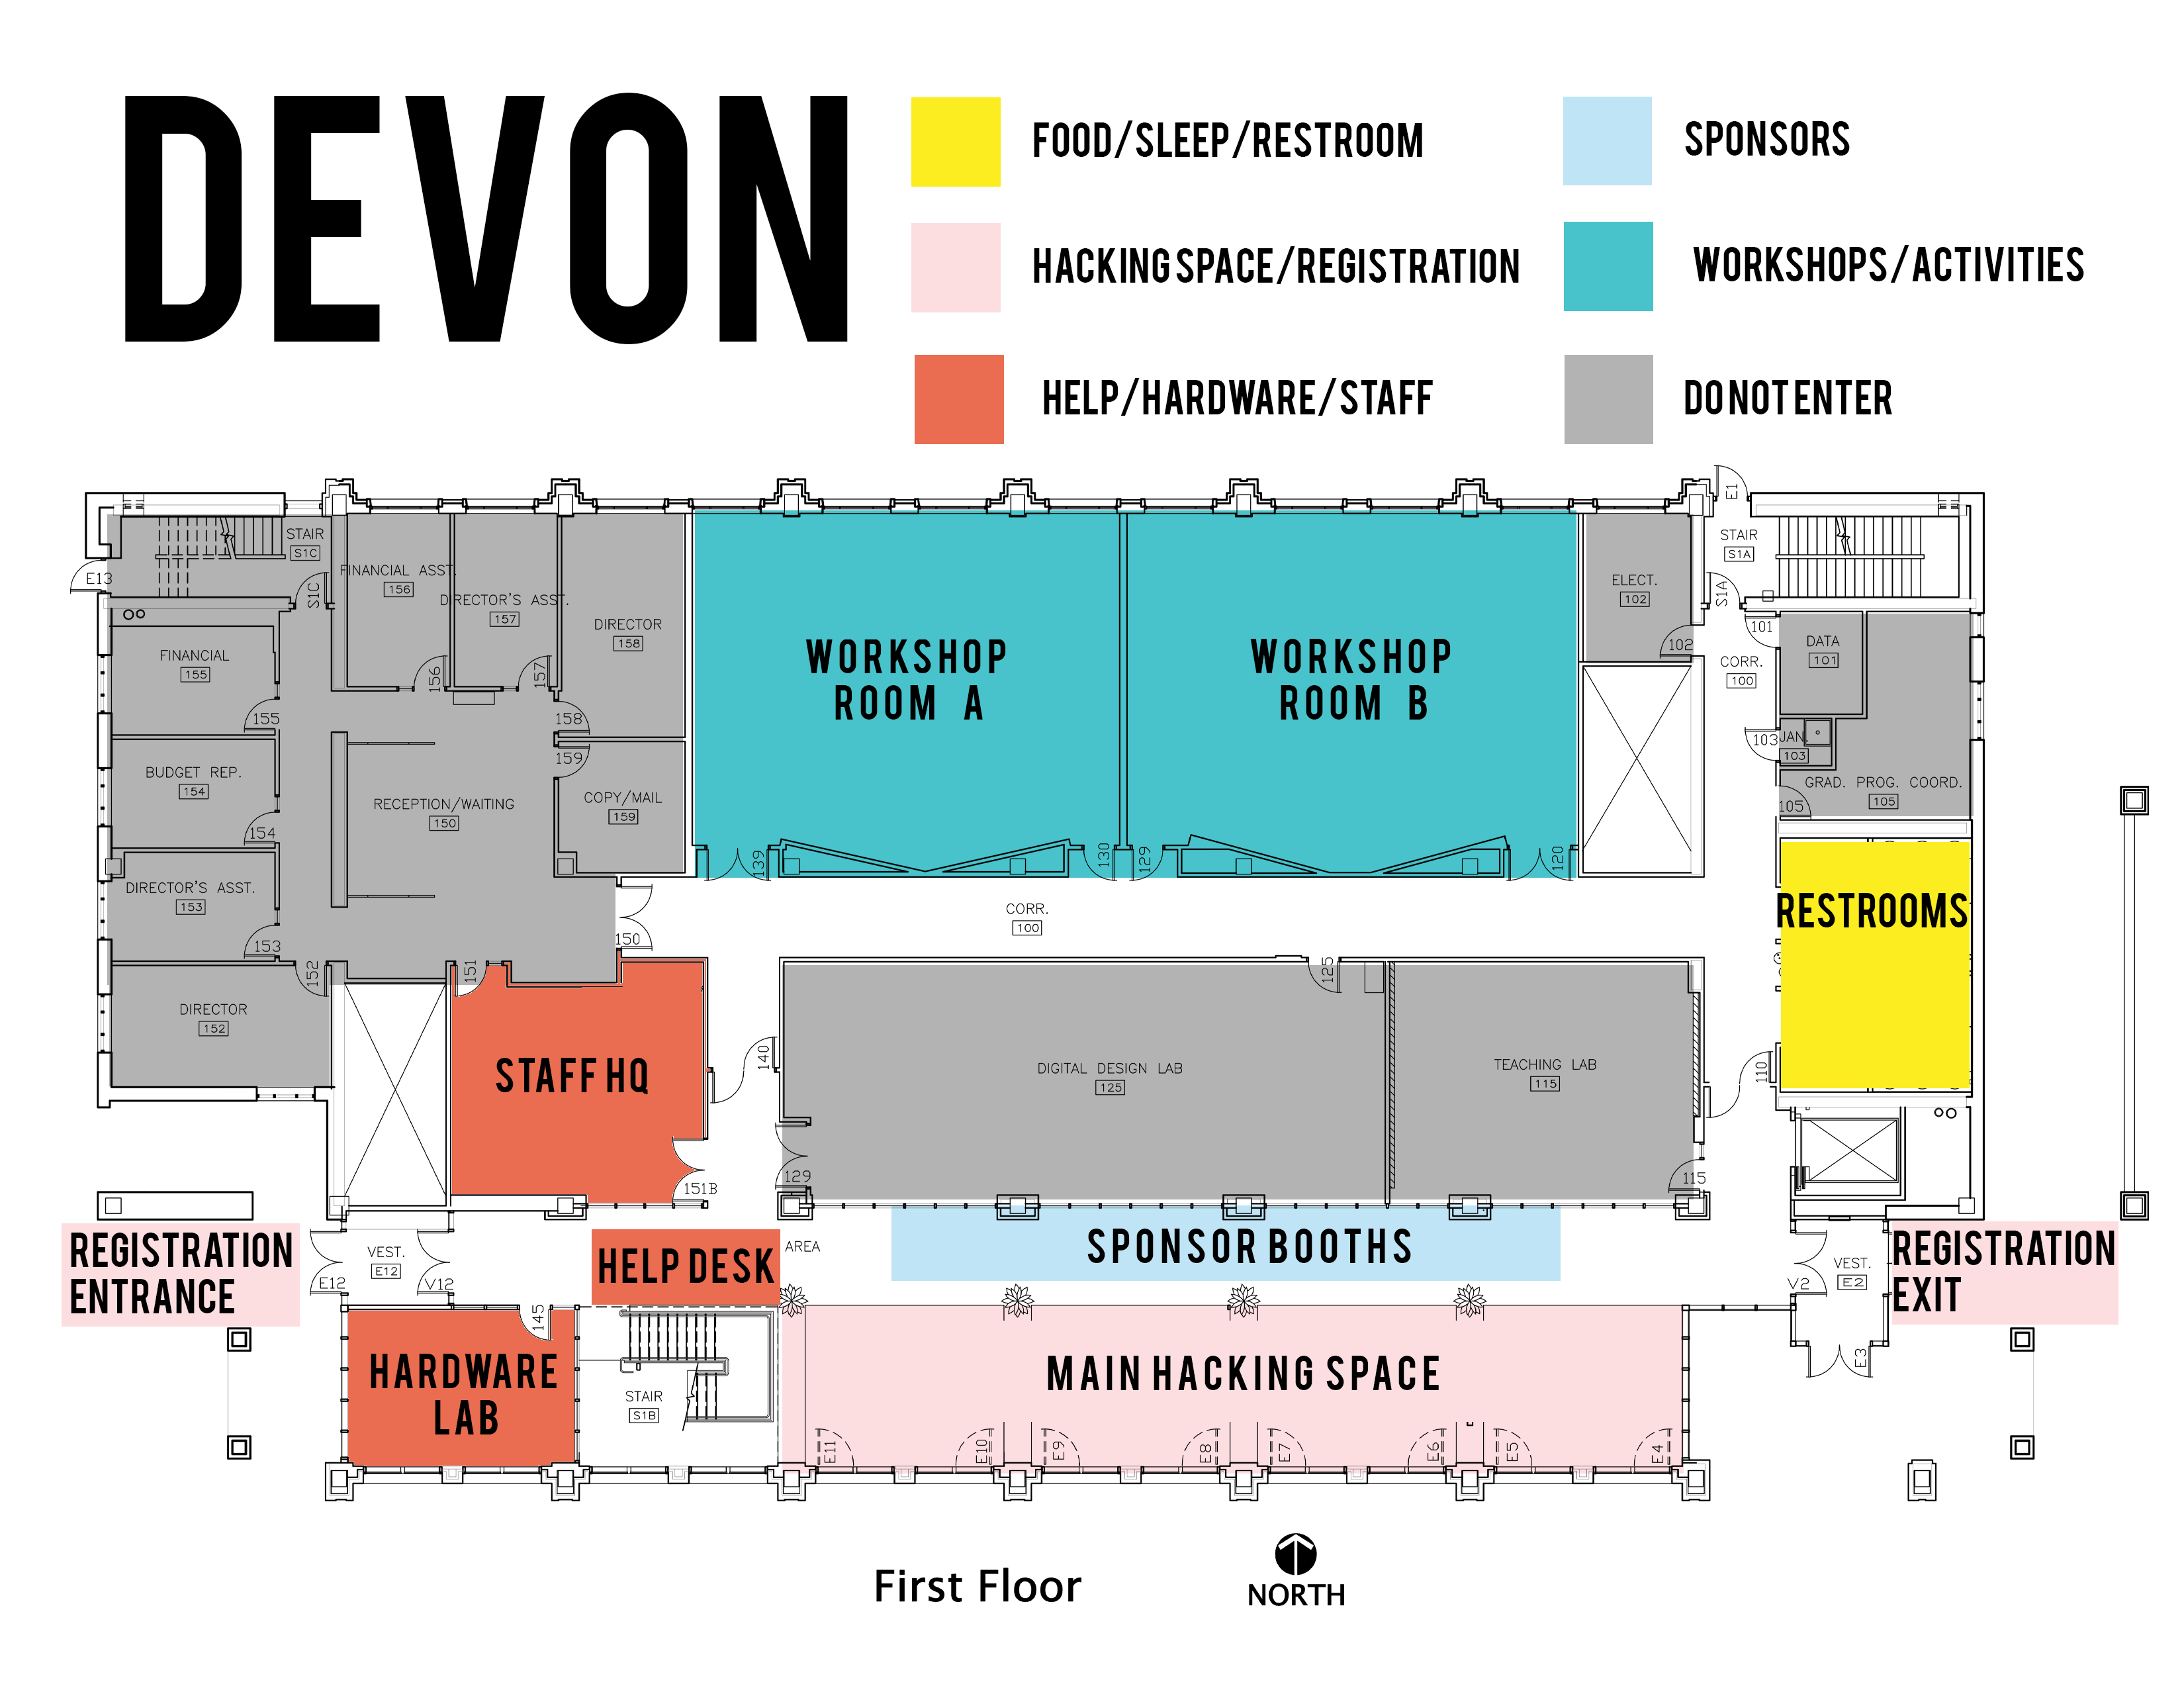 DEVON
FOOD/SLEEP/RESTROOM
SPONSORS
HACKING SPACE/REGISTRATION
WORKSHOPS/ACTIVITIES
HELP/HARDWARE/STAFF
DO NOT ENTER
E1
STAIR
S1C
STAIR
S1A
E13
S1C
FINANCIAL ASST.
156
DIRECTOR'S ASST.
157
DIRECTOR
158
ELECT.
102
S1A
101
102
DATA
101
FINANCIAL
155
WORKSHOP
ROOM A
WORKSHOP
ROOM B
CORR.
100
156
157
155
158
159
103
JAN.
103
BUDGET REP.
154
RECEPTION/WAITING
150
COPY/MAIL
159
GRAD. PROG. COORD.
105
105
154
139
130
129
120
DIRECTOR'S ASST.
153
CORR.
100
RESTROOMS
153
150
152
151
125
DIRECTOR
152
STAFF HQ
140
DIGITAL DESIGN LAB
125
TEACHING LAB
115
110
151B
129
115
REGISTRATION
ENTRANCE
VEST.
E12
E12
V12
HELP DESK
AREA
SPONSOR BOOTHS
V2
VEST.
E2
REGISTRATION
EXIT
145
HARDWARE
LAB
STAIR
S1B
MAIN HACKING SPACE
E3
E11
E10
E9
E8
E7
E6
E5
E4
First Floor
NORTH